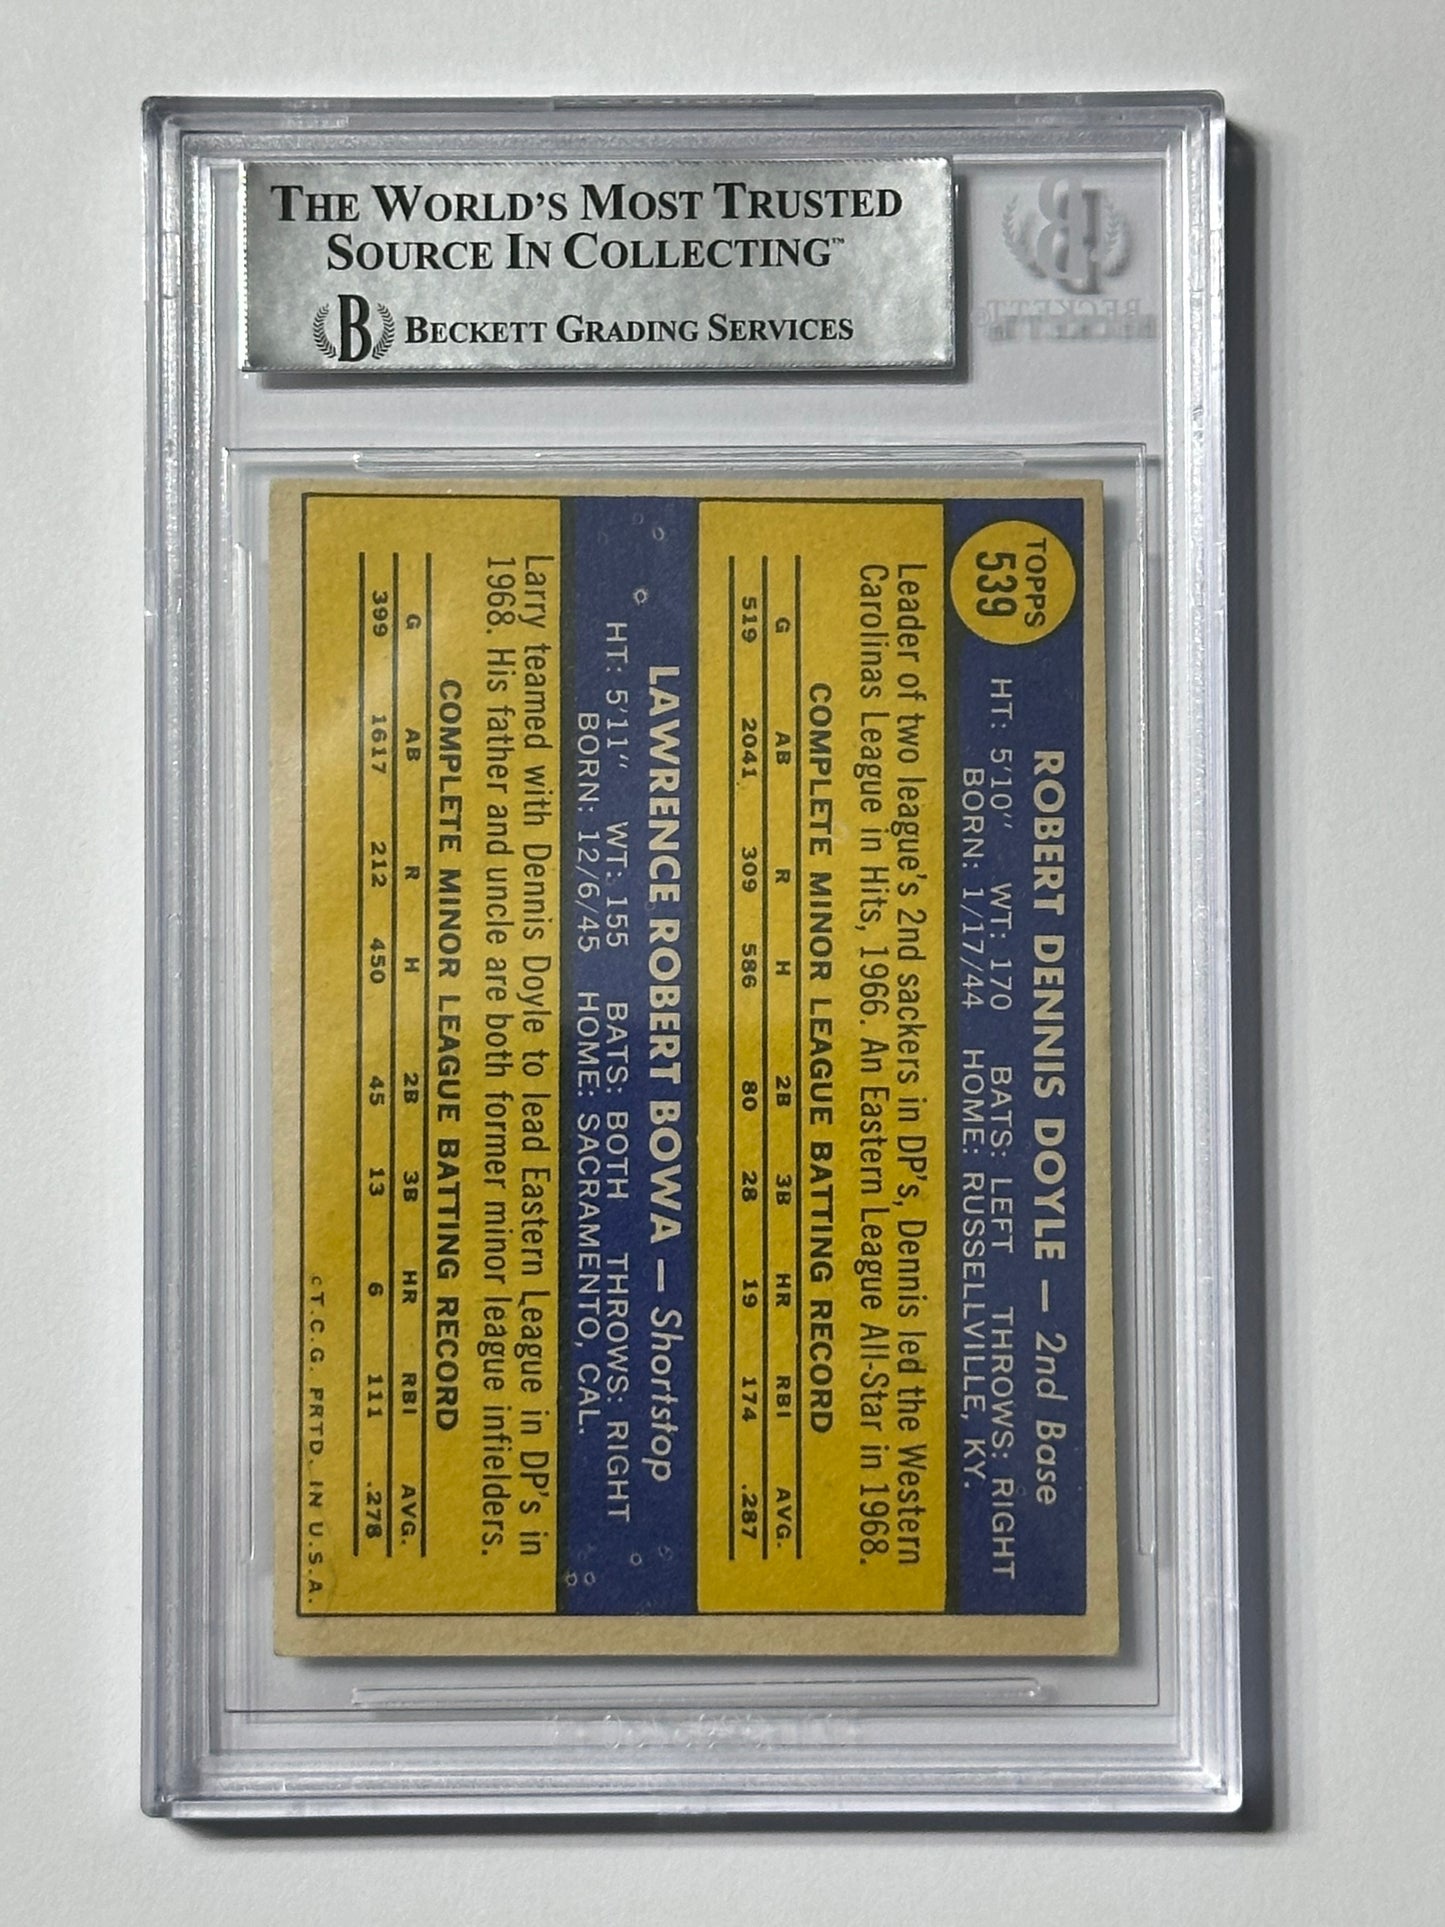 THE WORLD'S MOST TRUSTED
SOURCE IN COLLECTING™
B BECKETT GRADING SERVICES
B
BECKETT
TOPPS
539
ROBERT DENNIS DOYLE — 2nd Base
HT: 5'10" WT: 170 BATS: LEFT THROWS: RIGHT
BORN: 1/17/44 HOME: RUSSELLVILLE, KY.
Leader of two league's 2nd sackers in DP's, Dennis led the Western
Carolinas League in Hits, 1966. An Eastern League All-Star in 1968.
COMPLETE MINOR LEAGUE BATTING RECORD
G AB R H 2B 3B HR RBI AVG.
519 2041 309 586 80 28 19 174 .287
LAWRENCE ROBERT BOWA — Shortstop
HT: 5'11" WT: 155 BATS: BOTH THROWS: RIGHT
BORN: 12/6/45 HOME: SACRAMENTO, CAL.
Larry teamed with Dennis Doyle to lead Eastern League in DP's in
1968. His father and uncle are both former minor league infielders.
COMPLETE MINOR LEAGUE BATTING RECORD
G AB R H 2B 3B HR RBI AVG.
399 1617 212 450 45 13 6 111 .278
©T.C.G. PRTD. IN U.S.A.